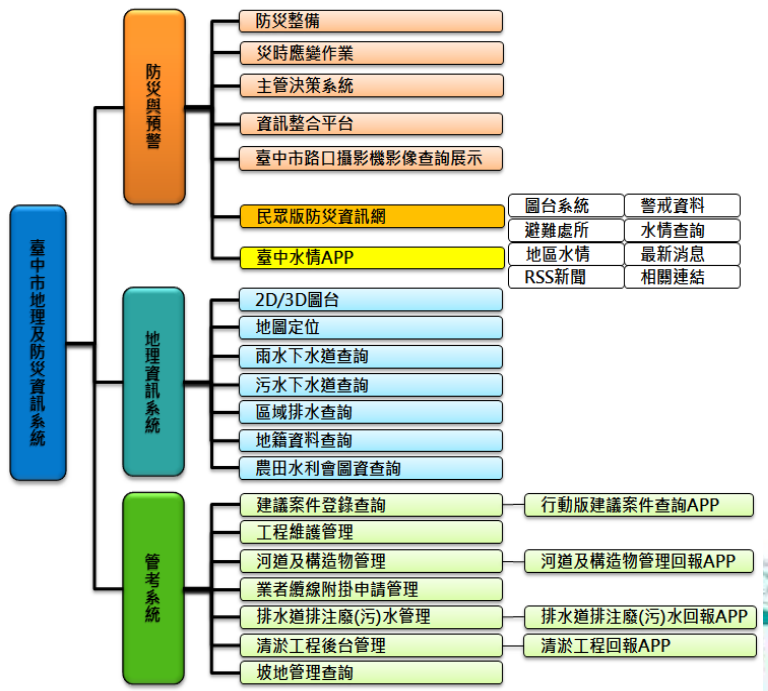 臺中市地理及防災資訊系統
防災與預警
防災整備
災時應變作業
主管決策系統
資訊整合平台
臺中市路口攝影機影像查詢展示
民眾版防災資訊網
圖台系統 警戒資料
避難處所 水情查詢
地區水情 最新消息
RSS新聞 相關連結
臺中水情APP
地理資訊系統
2D/3D圖台
地圖定位
雨水下水道查詢
污水下水道查詢
區域排水查詢
地籍資料查詢
農田水利會圖資查詢
管考系統
建議案件登錄查詢
行動版建議案件查詢APP
工程維護管理
河道及構造物管理
河道及構造物管理回報APP
業者纜線附掛申請管理
排水道排注廢(污)水管理
排水道排注廢(污)水回報APP
清淤工程後台管理
清淤工程回報APP
坡地管理查詢